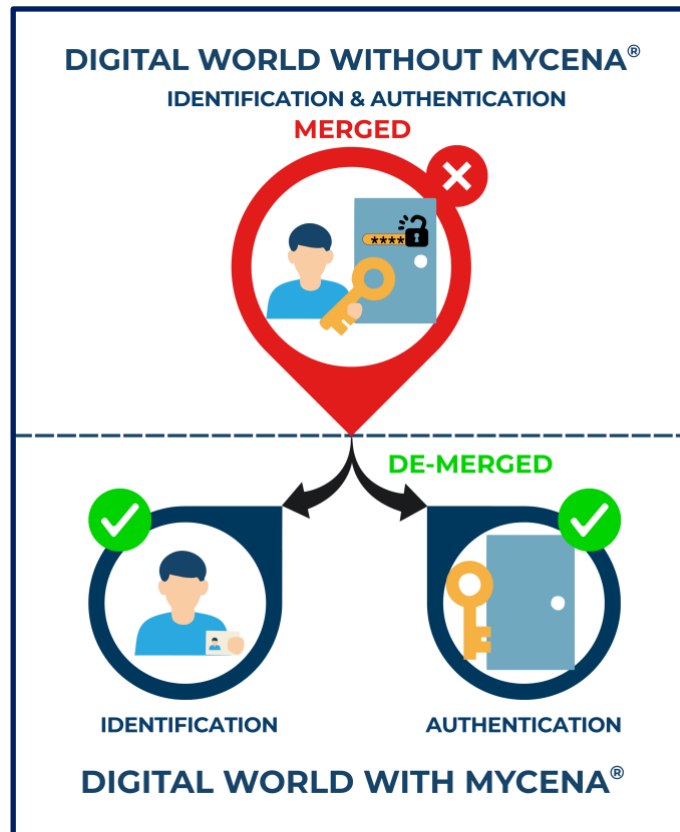 DIGITAL WORLD WITHOUT MYCENA®
IDENTIFICATION & AUTHENTICATION
MERGED
****
DE-MERGED
IDENTIFICATION
AUTHENTICATION
DIGITAL WORLD WITH MYCENA®